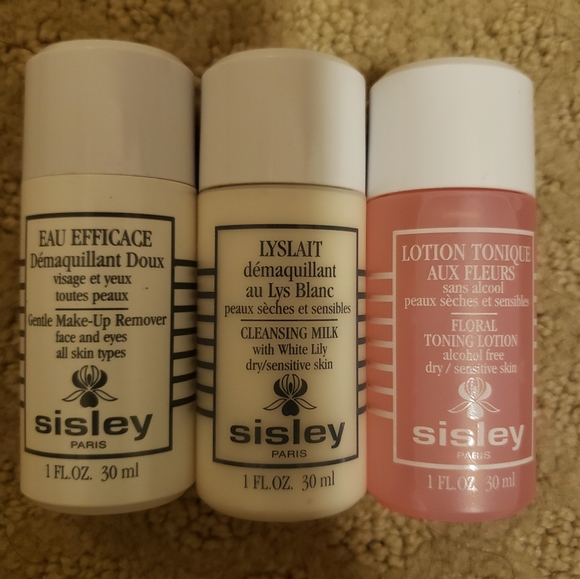 EAU EFFICACE
Démaquillant Doux
visage et yeux
toutes peaux
Gentle Make-Up Remover
face and eyes
all skin types
sisley
PARIS
1 FL.OZ. 30 ml
LYSLAIT
démaquillant
au Lys Blanc
peaux sèches et sensibles
CLEANSING MILK
with White Lily
dry/sensitive skin
sisley
PARIS
1 FL.OZ. 30 ml
LOTION TONIQUE
AUX FLEURS
sans alcool
peaux sèches et sensibles
FLORAL
TONING LOTION
alcohol free
dry / sensitive skin
sisley
PARIS
1 FL.OZ. 30 ml